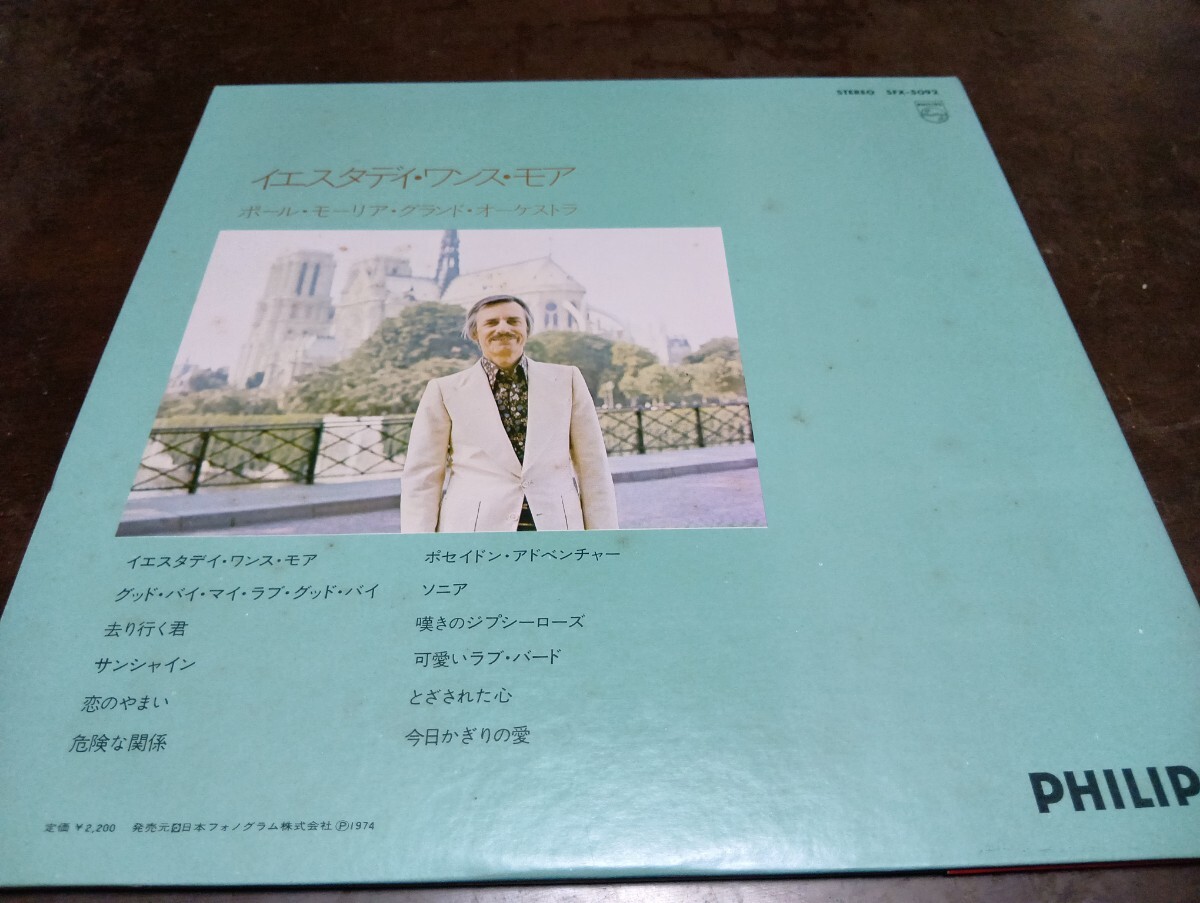 STEREO SFX-5092
イエスタデイ・ワンス・モア
ポール・モーリア・グランド・オーケストラ
イエスタデイ・ワンス・モア
グッド・バイ・マイ・ラブ・グッド・バイ
去り行く君
サンシャイン
恋のやまい
危険な関係
ポセイドン・アドベンチャー
ソニア
嘆きのジプシーローズ
可愛いラブ・バード
とざされた心
今日かぎりの愛
PHILIP
定価 ¥2,200 発売元 日本フォノグラム株式会社 Ⓟ1974